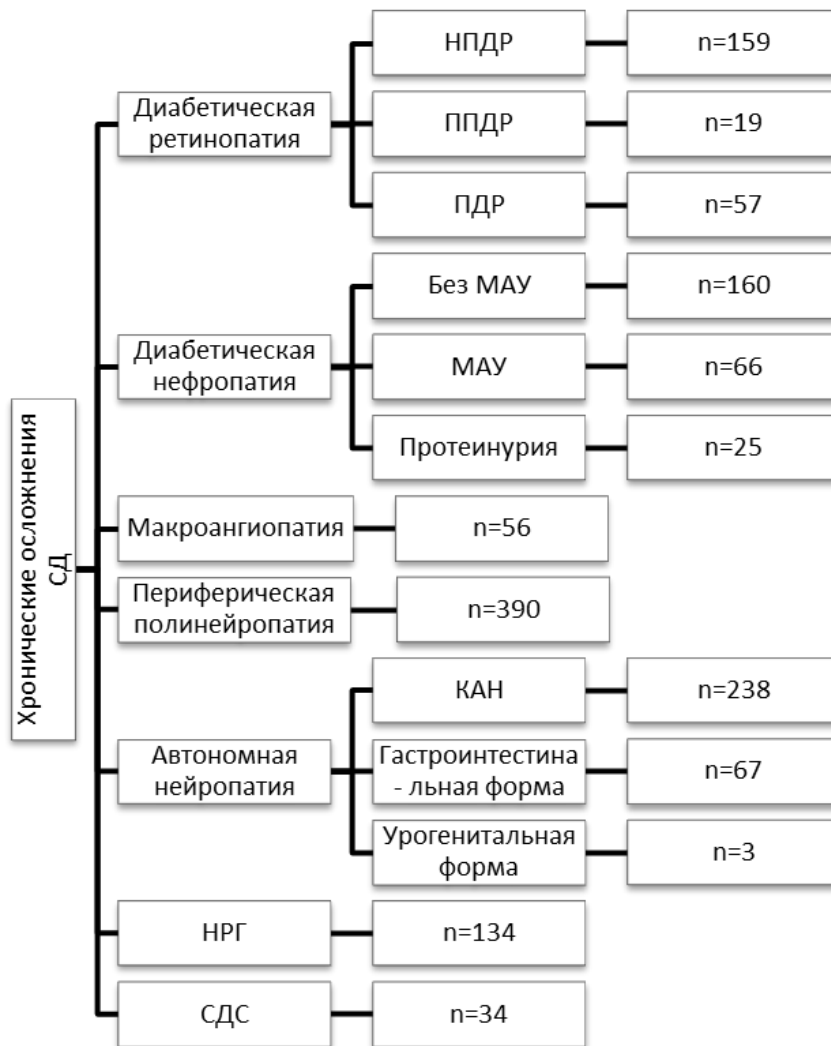 Хронические осложнения
СД
Диабетическая
ретинопатия
НПДР
n=159
ППДР
n=19
ПДР
n=57
Диабетическая
нефропатия
Без МАУ
n=160
МАУ
n=66
Протеинурия
n=25
Макроангиопатия
n=56
Периферическая
полинейропатия
n=390
Автономная
нейропатия
КАН
n=238
Гастроинтестина
- льная форма
n=67
Урогенитальная
форма
n=3
НРГ
n=134
СДС
n=34